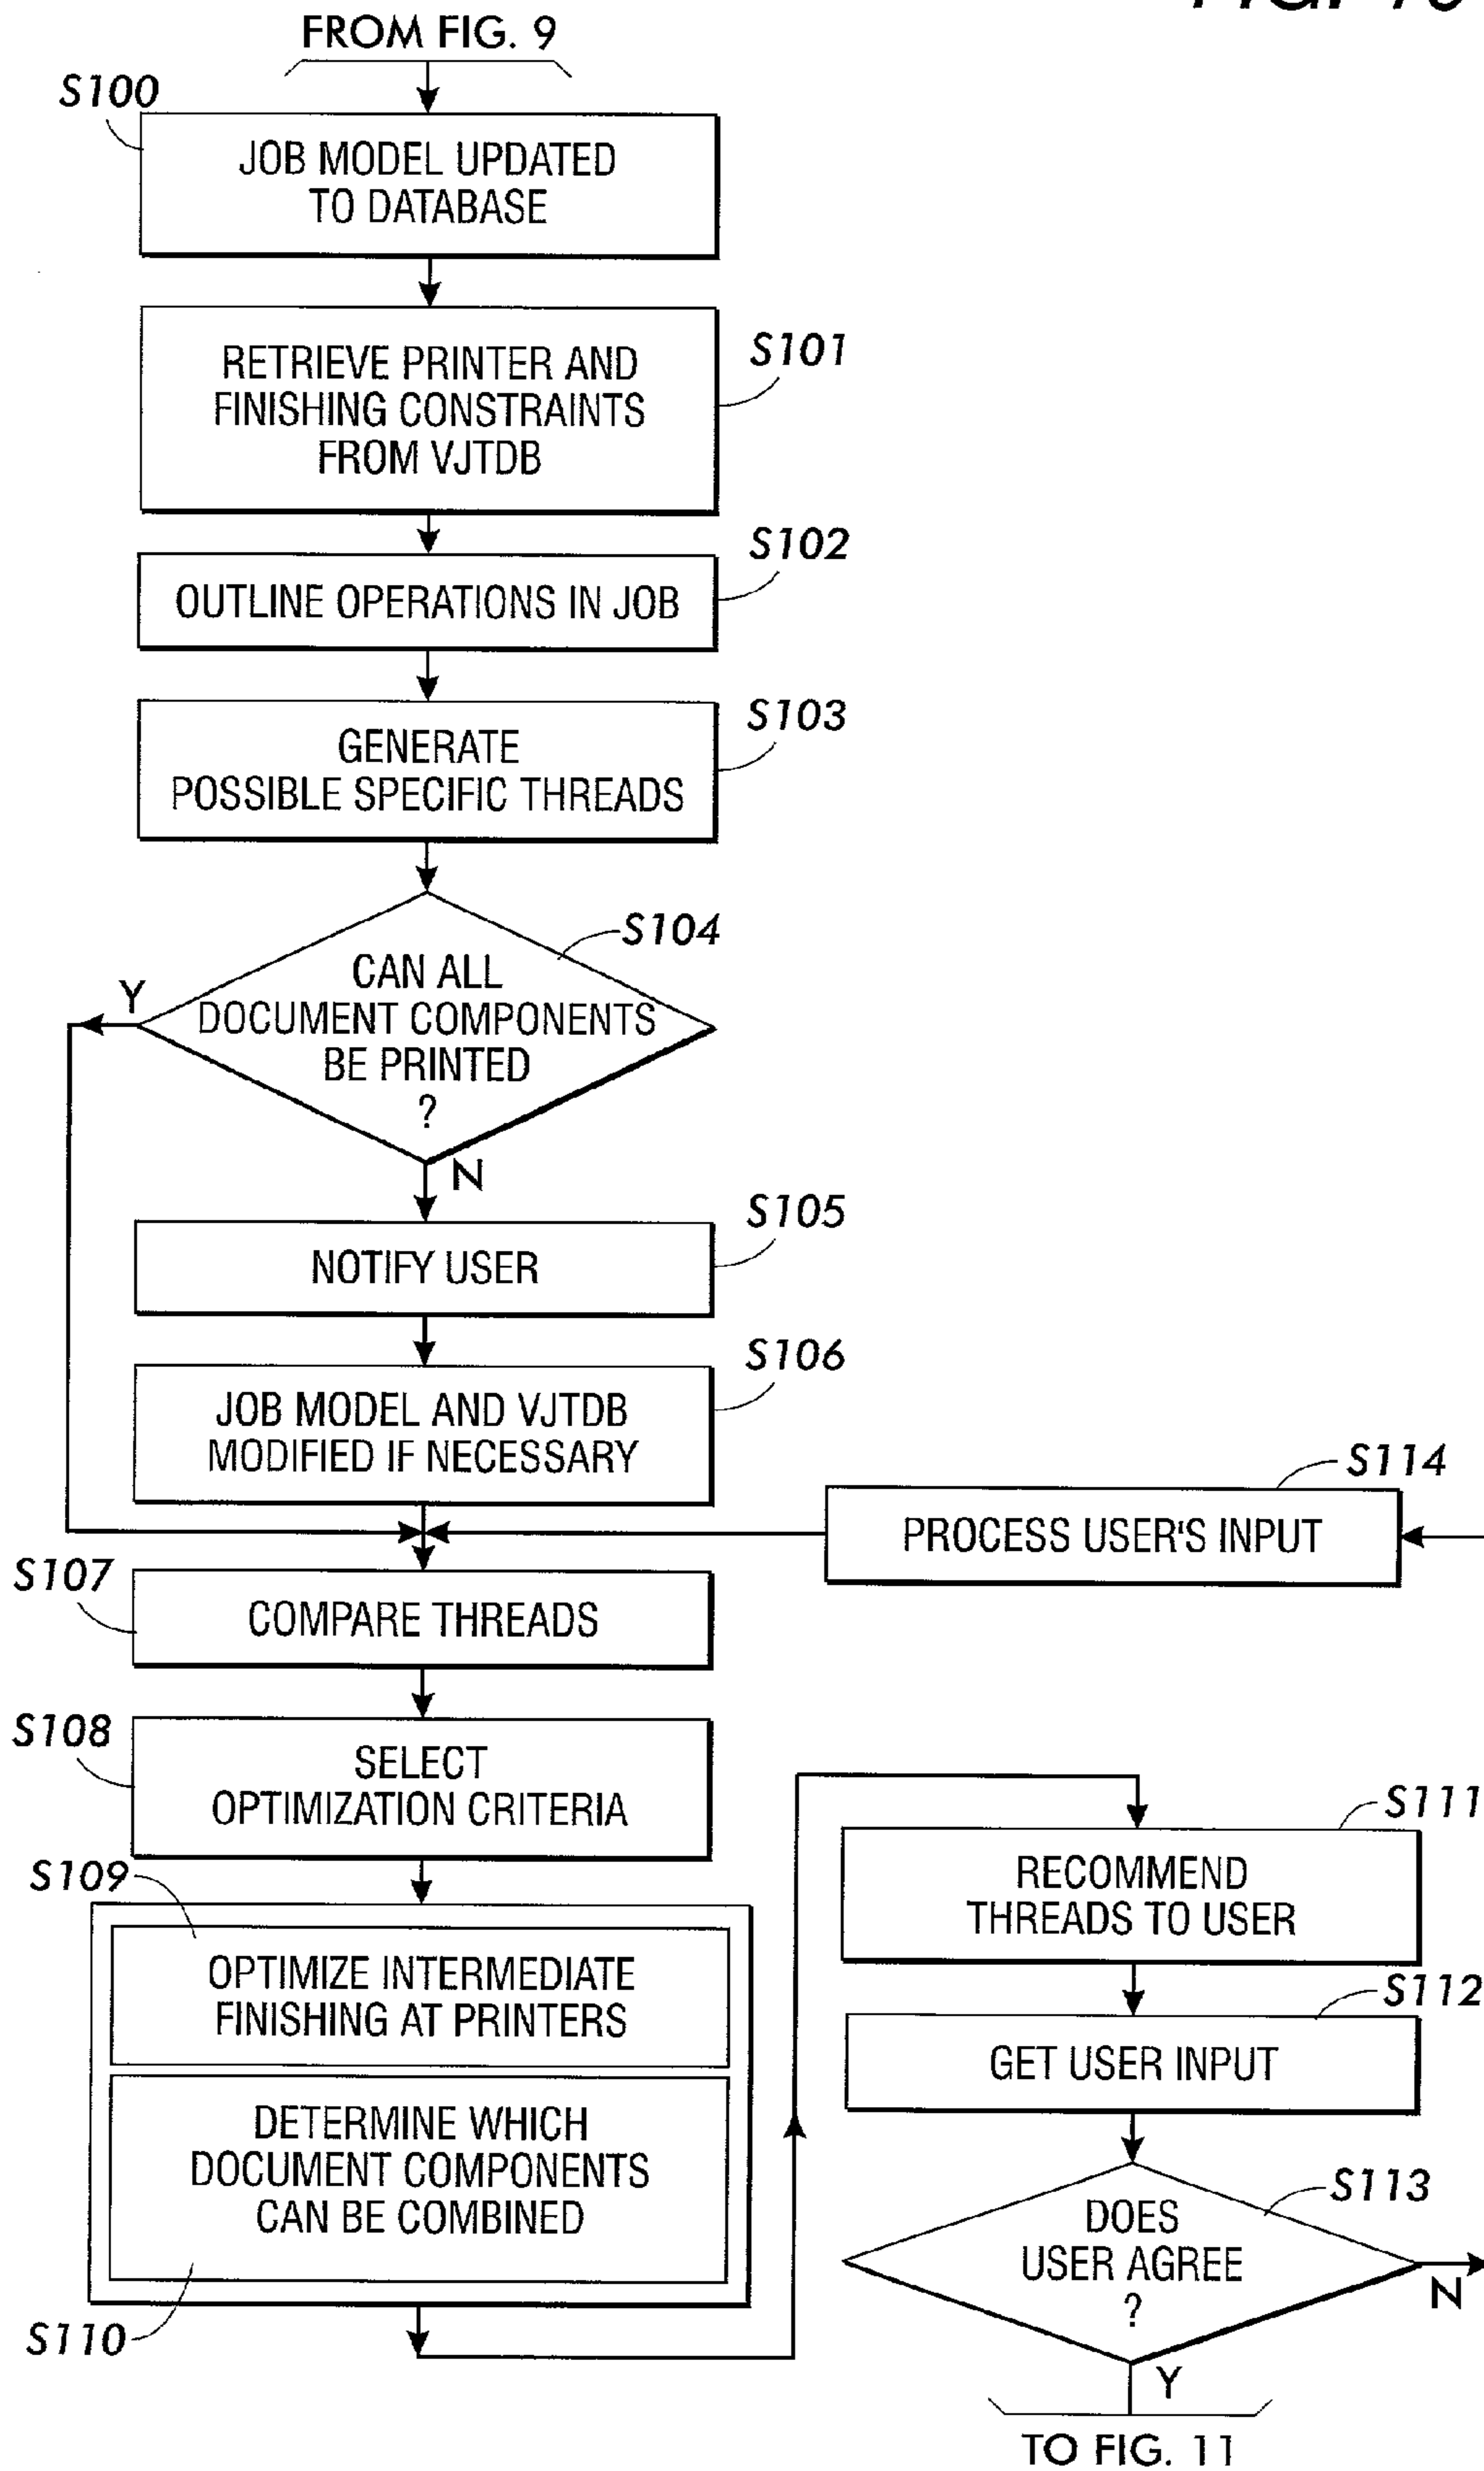 FROM FIG. 9
S100
JOB MODEL UPDATED
TO DATABASE
RETRIEVE PRINTER AND
FINISHING CONSTRAINTS
FROM VJTDB
S101
OUTLINE OPERATIONS IN JOB
S102
GENERATE
POSSIBLE SPECIFIC THREADS
S103
CAN ALL
DOCUMENT COMPONENTS
BE PRINTED
?
S104
Y
N
NOTIFY USER
S105
JOB MODEL AND VJTDB
MODIFIED IF NECESSARY
S106
PROCESS USER'S INPUT
S114
S107
COMPARE THREADS
S108
SELECT
OPTIMIZATION CRITERIA
S109
OPTIMIZE INTERMEDIATE
FINISHING AT PRINTERS
DETERMINE WHICH
DOCUMENT COMPONENTS
CAN BE COMBINED
S110
S111
RECOMMEND
THREADS TO USER
S112
GET USER INPUT
S113
DOES
USER AGREE
?
N
Y
TO FIG. 11